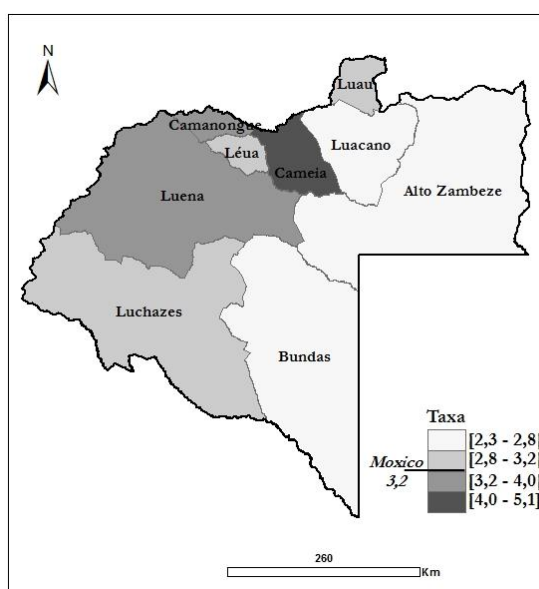 N
Luau
Camanongue
Luacano
Léua
Cameia
Alto Zambeze
Luena
Luchazes
Bundas
Taxa
[2,3 - 2,8[
[2,8 - 3,2[
Moxico
3,2
[3,2 - 4,0[
[4,0 - 5,1]
260
Km